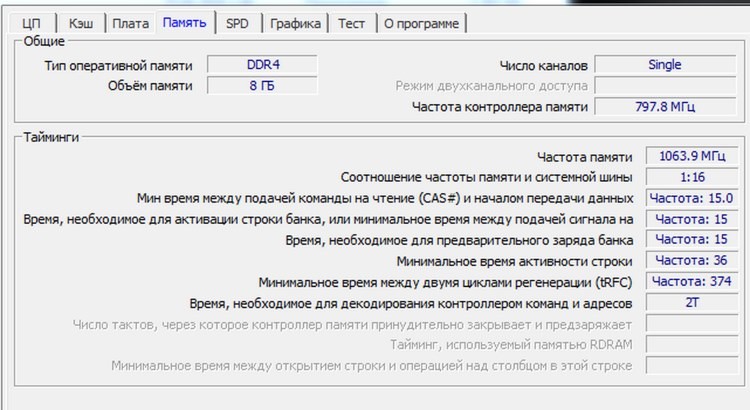 ЦП Кэш Плата Память SPD Графика Тест О программе
Общие
Тип оперативной памяти DDR4 Число каналов Single
Объём памяти 8 ГБ Режим двухканального доступа
Частота контроллера памяти 797.8 МГц
Тайминги
Частота памяти 1063.9 МГц
Соотношение частоты памяти и системной шины 1:16
Мин время между подачей команды на чтение (CAS#) и началом передачи данных Частота: 15.0
Время, необходимое для активации строки банка, или минимальное время между подачей сигнала на Частота: 15
Время, необходимое для предварительного заряда банка Частота: 15
Минимальное время активности строки Частота: 36
Минимальное время между двумя циклами регенерации (tRFC) Частота: 374
Время, необходимое для декодирования контроллером команд и адресов 2T
Число тактов, через которое контроллер памяти принудительно закрывает и предзаряжает
Тайминг, используемый памятью RDRAM
Минимальное время между открытием строки и операцией над столбцом в этой строке